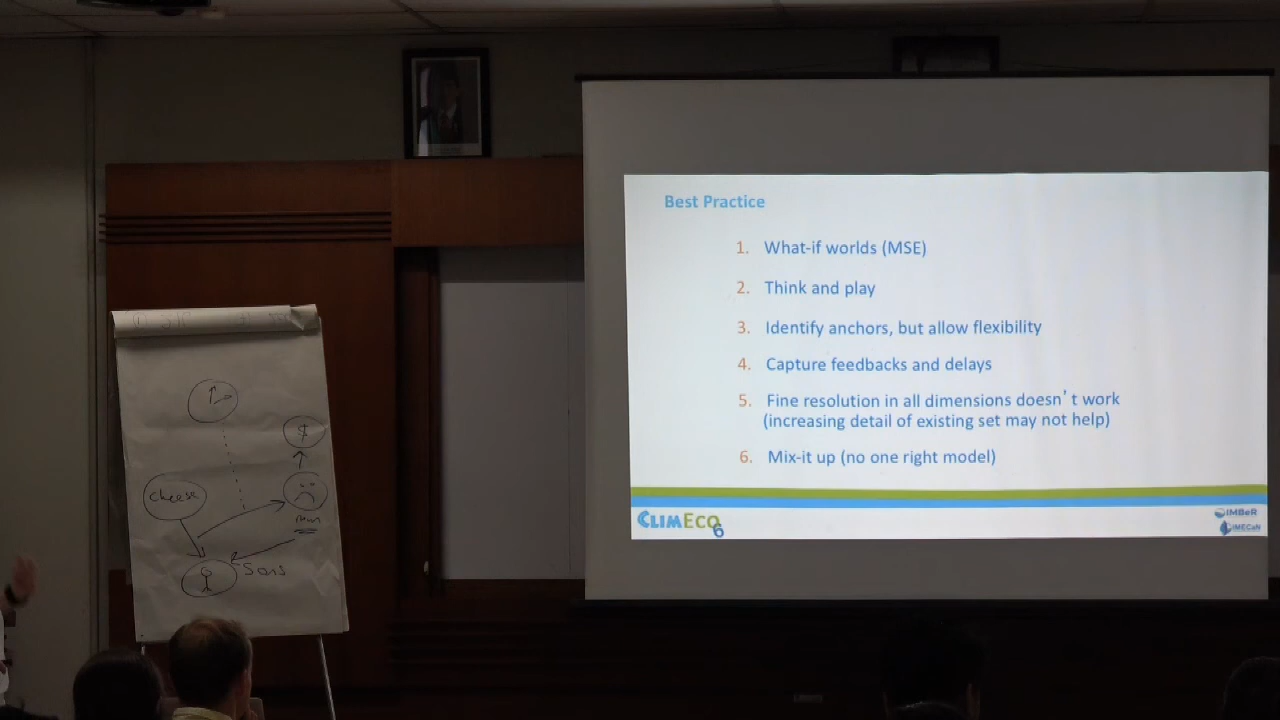 cheese
$
Mum
Sons
Best Practice
1. What-if worlds (MSE)
2. Think and play
3. Identify anchors, but allow flexibility
4. Capture feedbacks and delays
5. Fine resolution in all dimensions doesn't work
(increasing detail of existing set may not help)
6. Mix-it up (no one right model)
CLIMECO
6
IMBeR
IMECaN